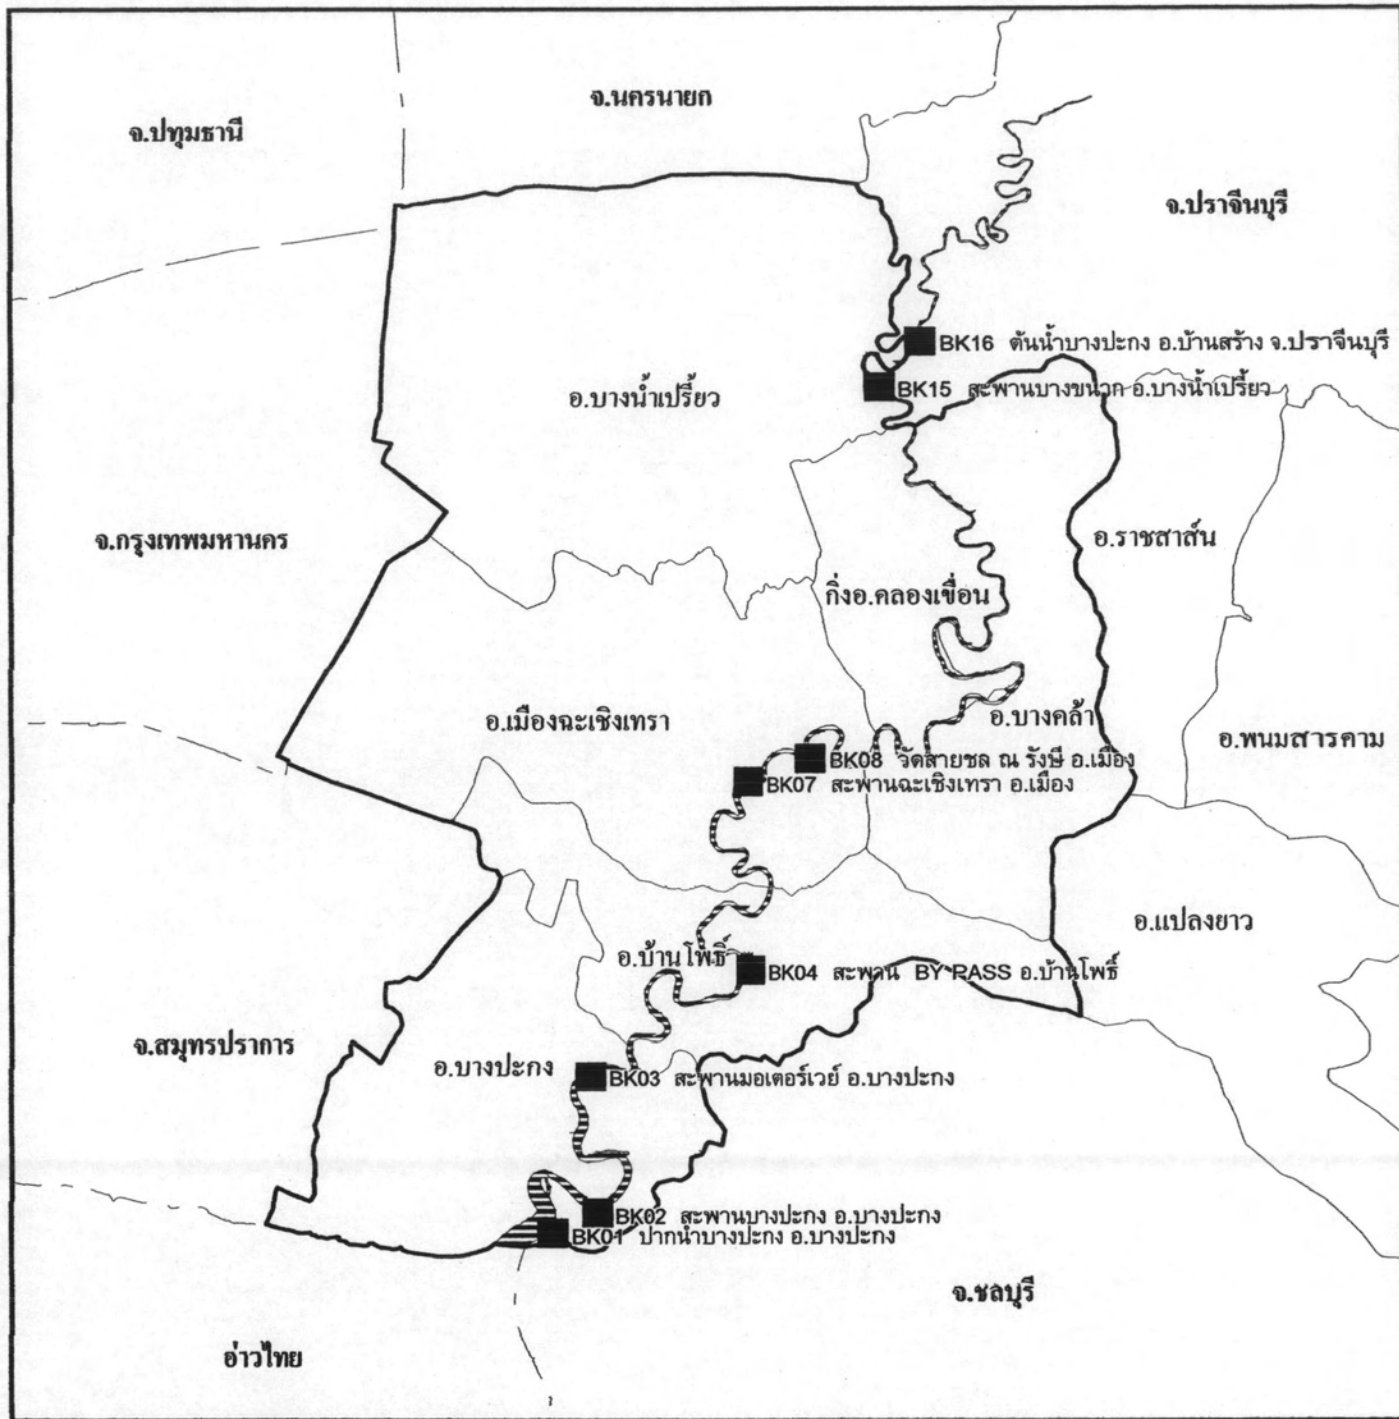 จ.นครนายก
จ.ปทุมธานี
จ.ปราจีนบุรี
BK16 ต้นน้ำบางปะกง อ.บ้านสร้าง จ.ปราจีนบุรี
BK15 สะพานบางขนาก อ.บางน้ำเปรี้ยว
อ.บางน้ำเปรี้ยว
จ.กรุงเทพมหานคร
อ.ราชสาส์น
กิ่งอ.คลองเขื่อน
อ.เมืองฉะเชิงเทรา
อ.บางคล้า
อ.พนมสารคาม
BK08 วัดสายชล ณ รังษี อ.เมือง
BK07 สะพานฉะเชิงเทรา อ.เมือง
อ.แปลงยาว
อ.บ้านโพธิ์
BK04 สะพาน BY PASS อ.บ้านโพธิ์
จ.สมุทรปราการ
อ.บางปะกง
BK03 สะพานมอเตอร์เวย์ อ.บางปะกง
BK02 สะพานบางปะกง อ.บางปะกง
BK01 ปากน้ำบางปะกง อ.บางปะกง
จ.ชลบุรี
อ่าวไทย